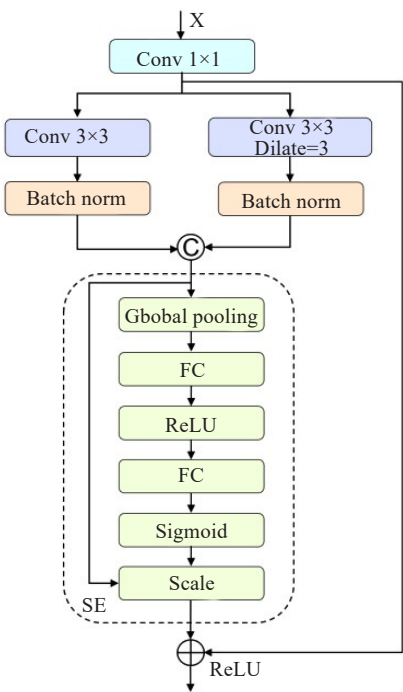 X
Conv 1×1
Conv 3×3
Conv 3×3
Dilate=3
Batch norm
Batch norm
C
Gbobal pooling
FC
ReLU
FC
Sigmoid
Scale
SE
ReLU